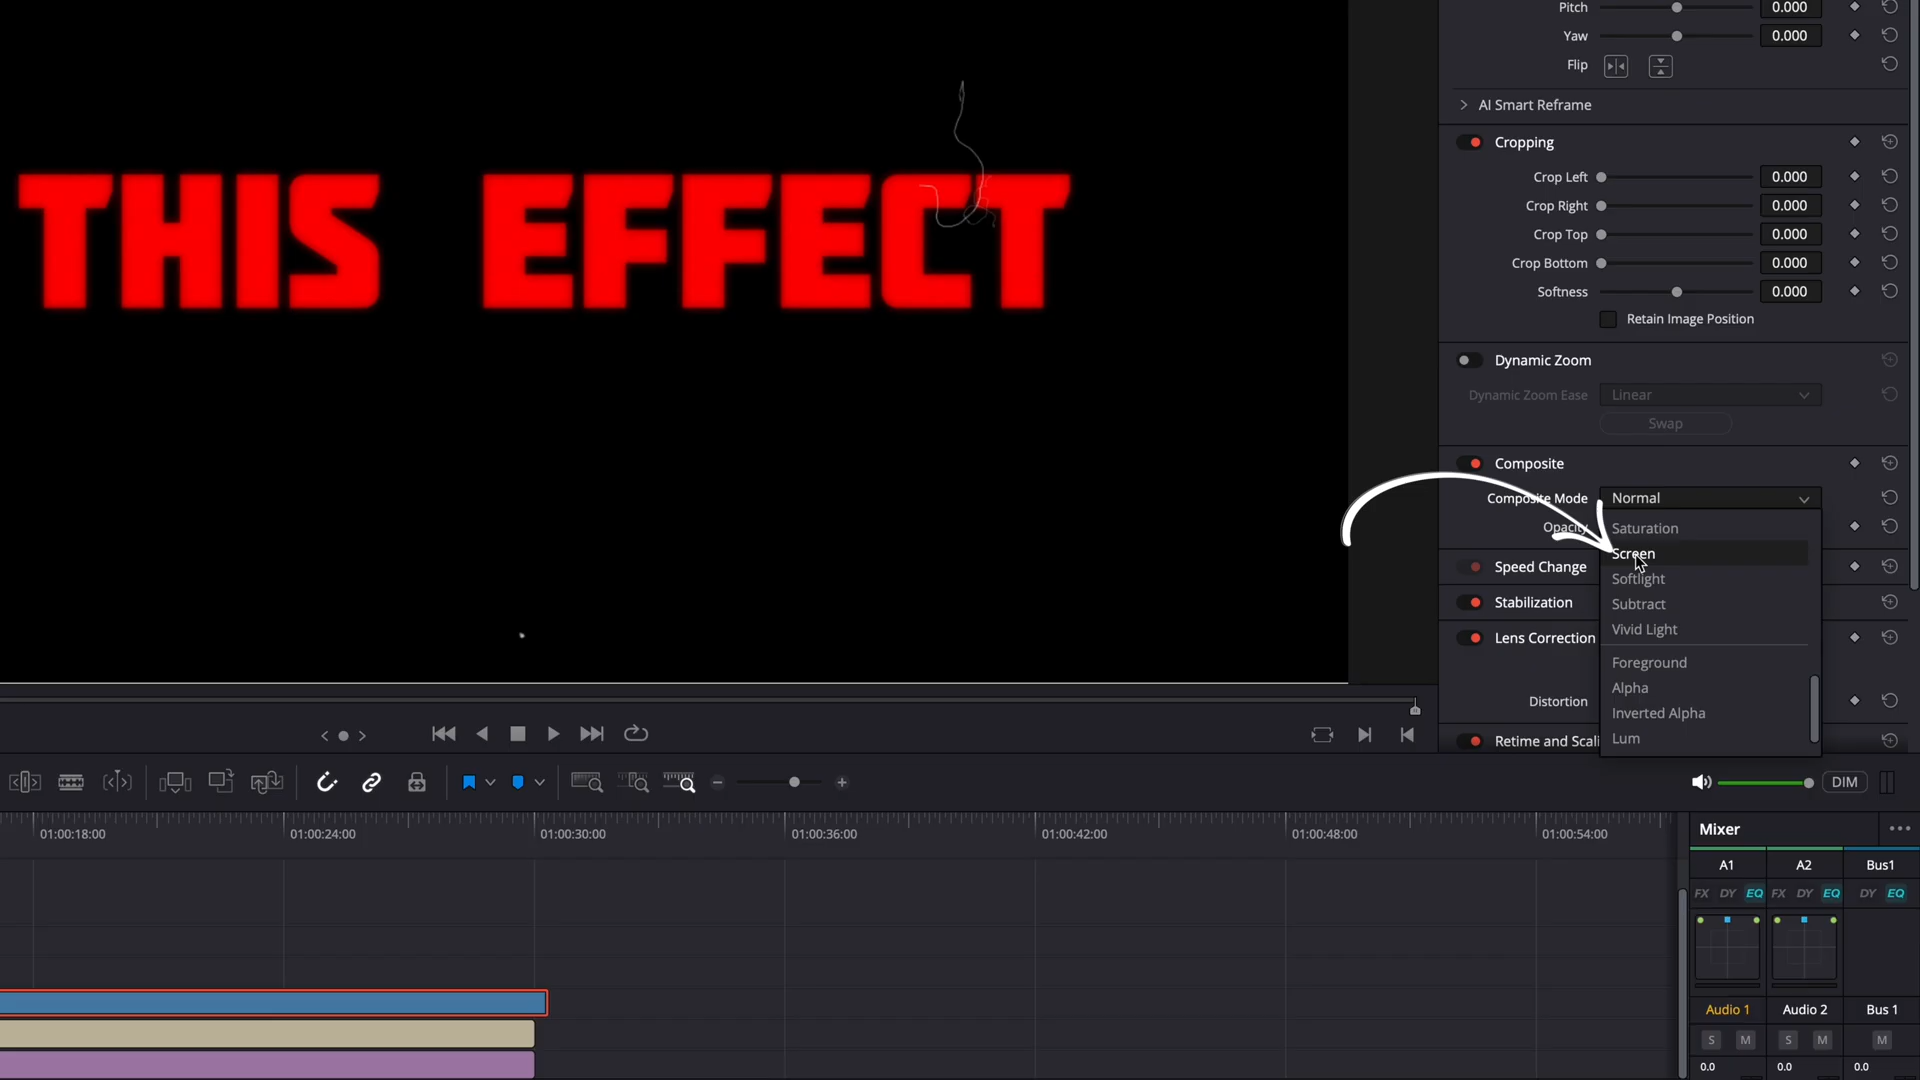 THIS EFFECT
Pitch 0.000
Yaw 0.000
Flip
> AI Smart Reframe
Cropping
Crop Left 0.000
Crop Right 0.000
Crop Top 0.000
Crop Bottom 0.000
Softness 0.000
Retain Image Position
Dynamic Zoom
Dynamic Zoom Ease Linear
Swap
Composite
Composite Mode Normal
Opacity
Saturation
Screen
Softlight
Subtract
Vivid Light
Foreground
Alpha
Inverted Alpha
Lum
Speed Change
Stabilization
Lens Correction
Distortion
Retime and Scali
DIM
01:00:18:00 01:00:24:00 01:00:30:00 01:00:36:00 01:00:42:00 01:00:48:00 01:00:54:00
Mixer
A1 A2 Bus1
FX DY EQ FX DY EQ DY EQ
Audio 1 Audio 2 Bus 1
S M S M M
0.0 0.0 0.0